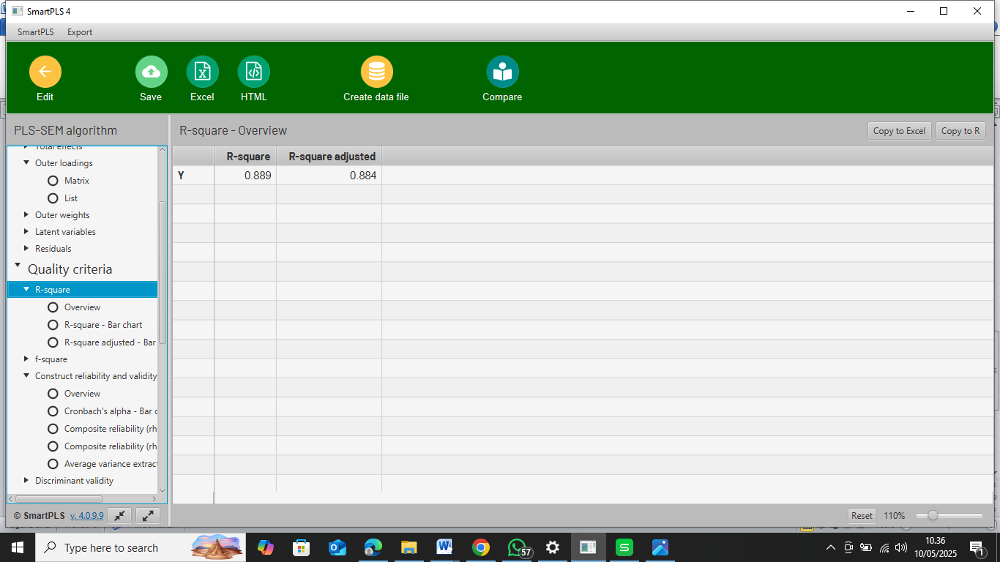 SmartPLS 4
SmartPLS Export
Edit Save Excel HTML Create data file Compare
PLS-SEM algorithm
Total effects
Outer loadings
Matrix
List
Outer weights
Latent variables
Residuals
Quality criteria
R-square
Overview
R-square - Bar chart
R-square adjusted - Bar
f-square
Construct reliability and validity
Overview
Cronbach's alpha - Bar c
Composite reliability (rh
Composite reliability (rh
Average variance extrac
Discriminant validity
© SmartPLS v. 4.0.9.9
R-square - Overview Copy to Excel Copy to R
R-square R-square adjusted
Y 0.889 0.884
Reset 110%
Type here to search
57
10.36
10/05/2025
1